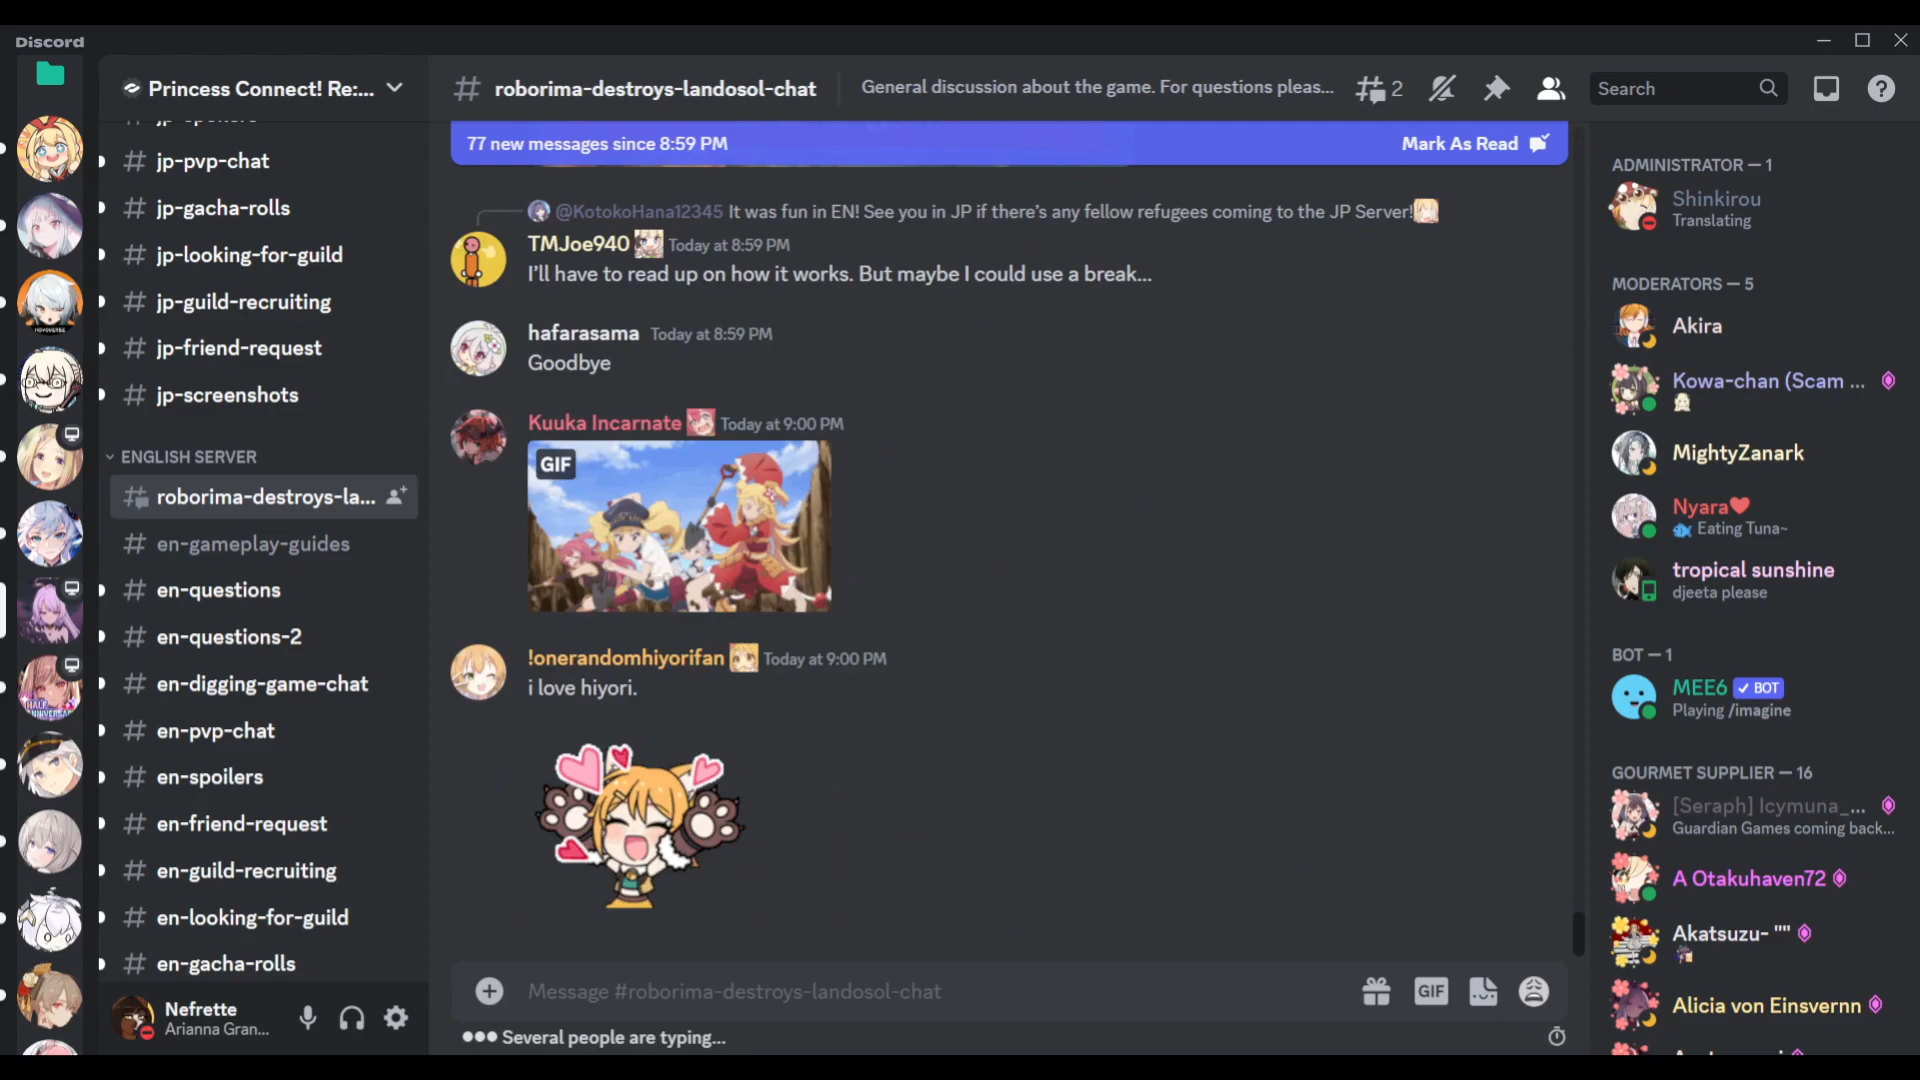 Discord
Princess Connect! Re:...
jp-pvp-chat
jp-gacha-rolls
jp-looking-for-guild
jp-guild-recruiting
jp-friend-request
jp-screenshots
ENGLISH SERVER
roborima-destroys-la...
en-gameplay-guides
en-questions
en-questions-2
en-digging-game-chat
en-pvp-chat
en-spoilers
en-friend-request
en-guild-recruiting
en-looking-for-guild
en-gacha-rolls
Nefrette
Arianna Gran...
roborima-destroys-landosol-chat
General discussion about the game. For questions pleas...
2
Search
77 new messages since 8:59 PM
Mark As Read
@KotokoHana12345 It was fun in EN! See you in JP if there's any fellow refugees coming to the JP Server!
TMJoe940 Today at 8:59 PM
I'll have to read up on how it works. But maybe I could use a break...
hafarasama Today at 8:59 PM
Goodbye
Kuuka Incarnate Today at 9:00 PM
GIF
!onerandomhiyorifan Today at 9:00 PM
i love hiyori.
Message #roborima-destroys-landosol-chat
GIF
Several people are typing...
ADMINISTRATOR — 1
Shinkirou
Translating
MODERATORS — 5
Akira
Kowa-chan (Scam ...
MightyZanark
Nyara
Eating Tuna~
tropical sunshine
djeeta please
BOT — 1
MEE6 ✓ BOT
Playing /imagine
GOURMET SUPPLIER — 16
[Seraph] Icymuna_...
Guardian Games coming back...
A Otakuhaven72
Akatsuzu- ""
Alicia von Einsvernn